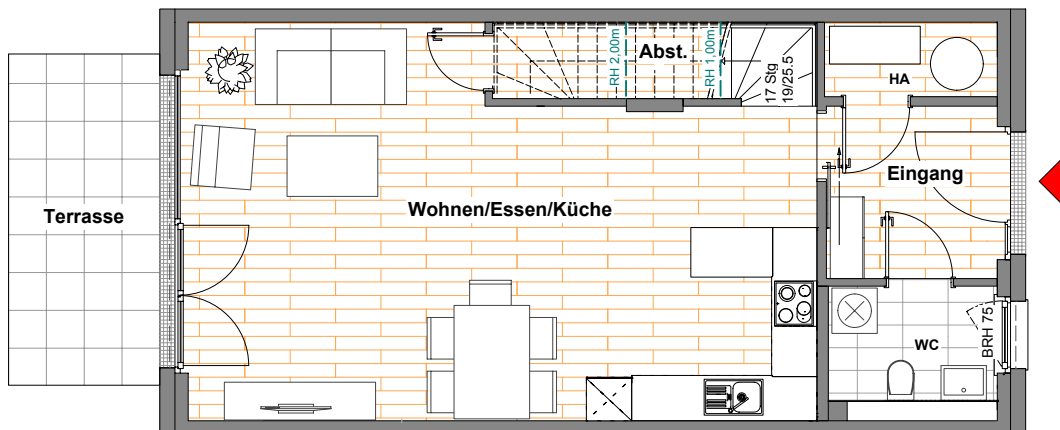 Abst.
RH 2,00m
RH 1,00m
17 Stg
19/25.5
HA
Eingang
Terrasse
Wohnen/Essen/Küche
WC
BRH 75